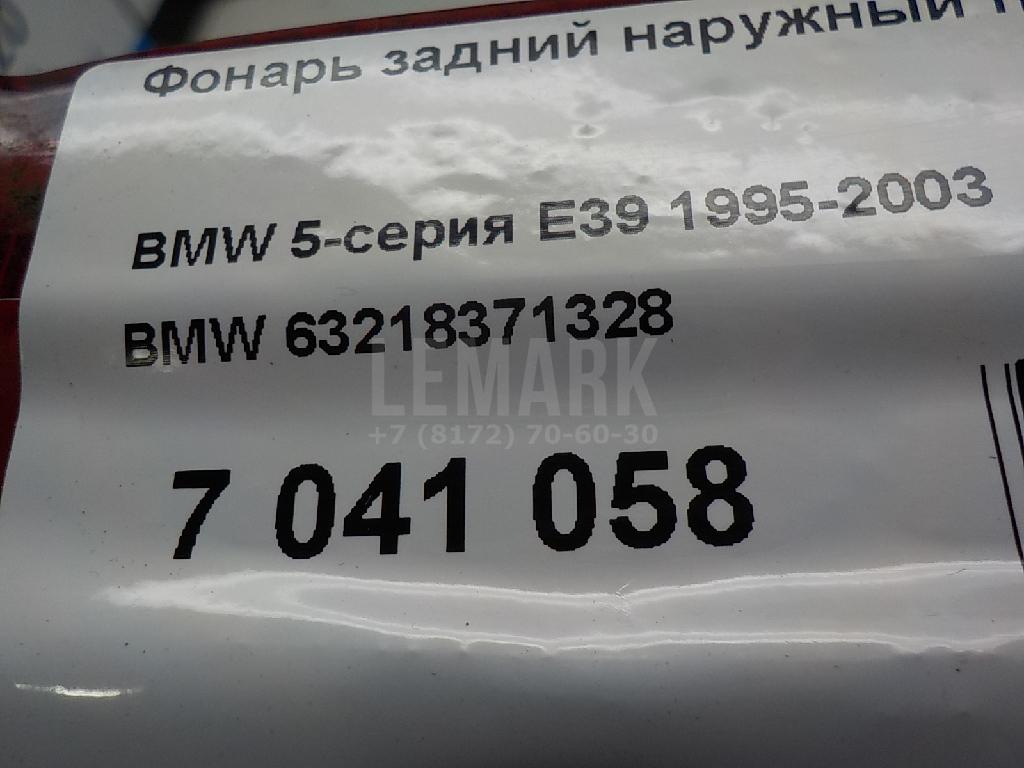 Фонарь задний наружный
BMW 5-серия E39 1995-2003
BMW 63218371328
LEMARK
+7 (8172) 70-60-30
7 041 058